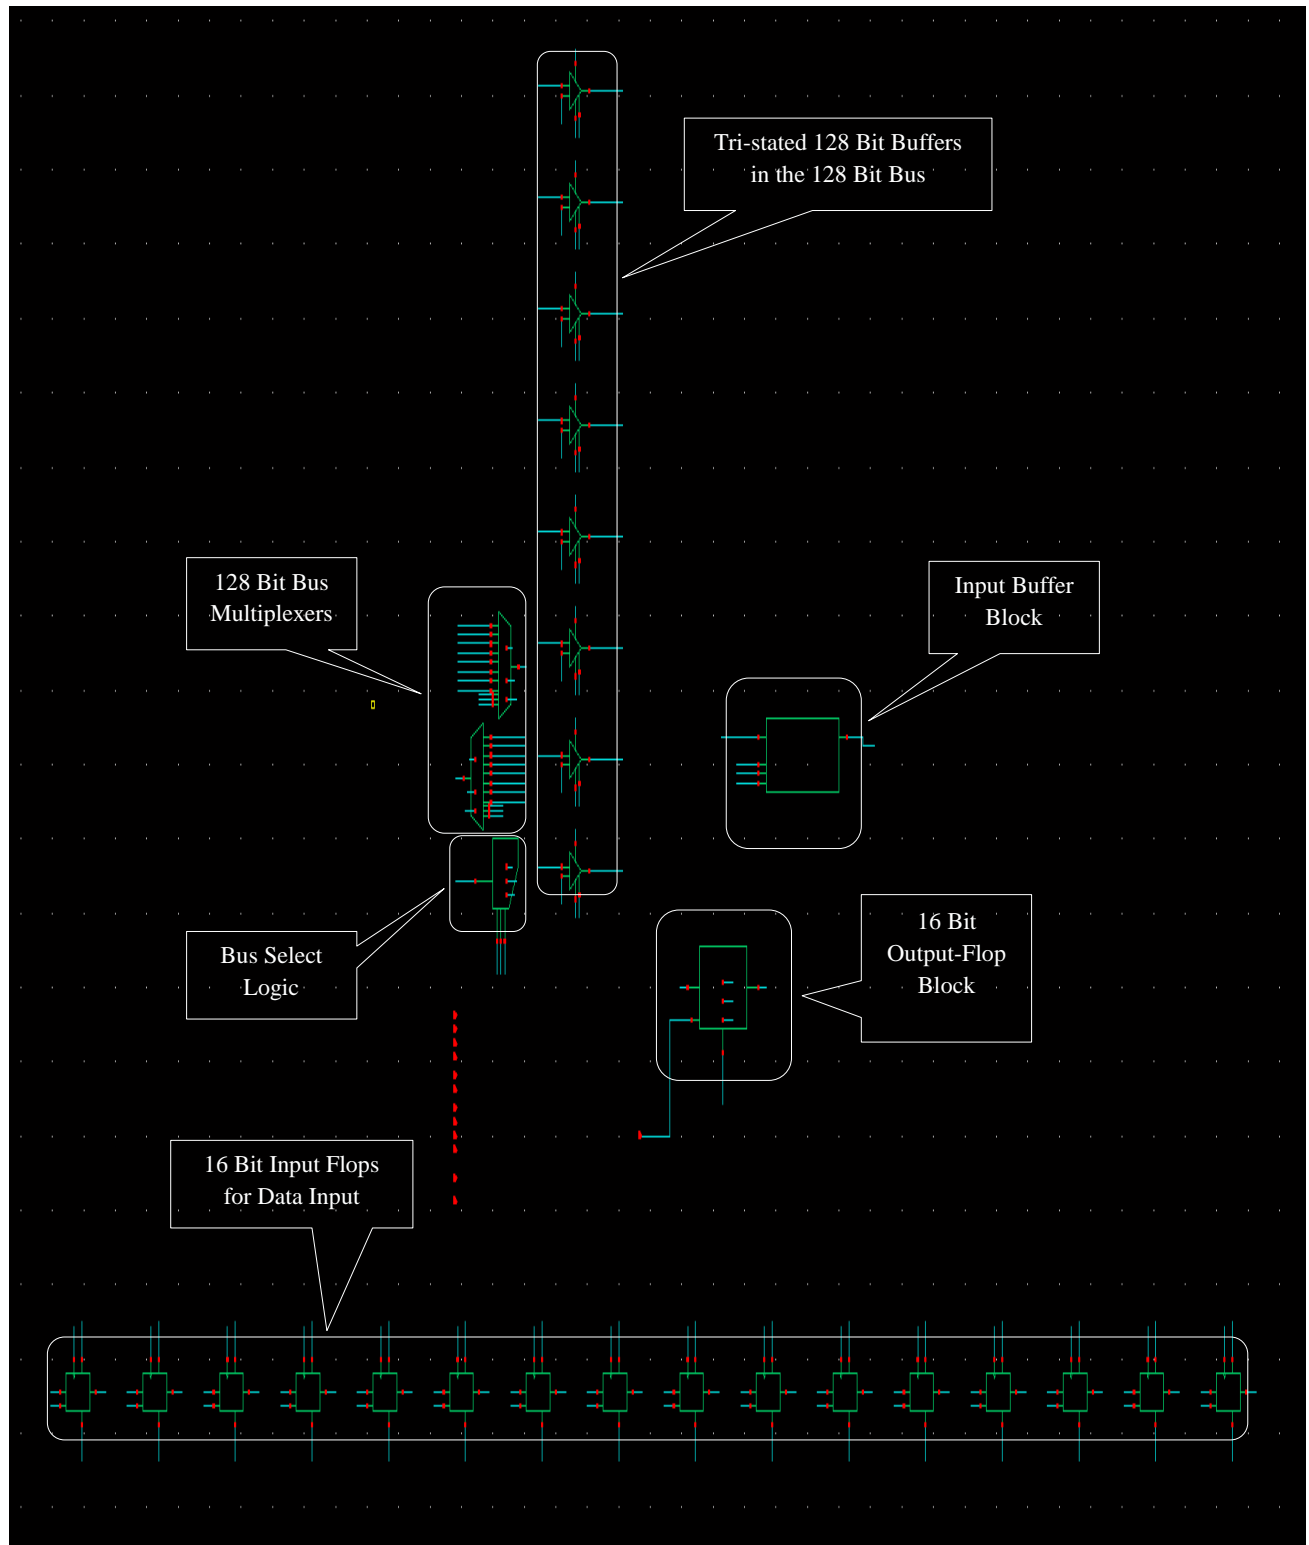 Tri-stated 128 Bit Buffers
in the 128 Bit Bus
128 Bit Bus
Multiplexers
Input Buffer
Block
16 Bit
Output-Flop
Block
Bus Select
Logic
16 Bit Input Flops
for Data Input